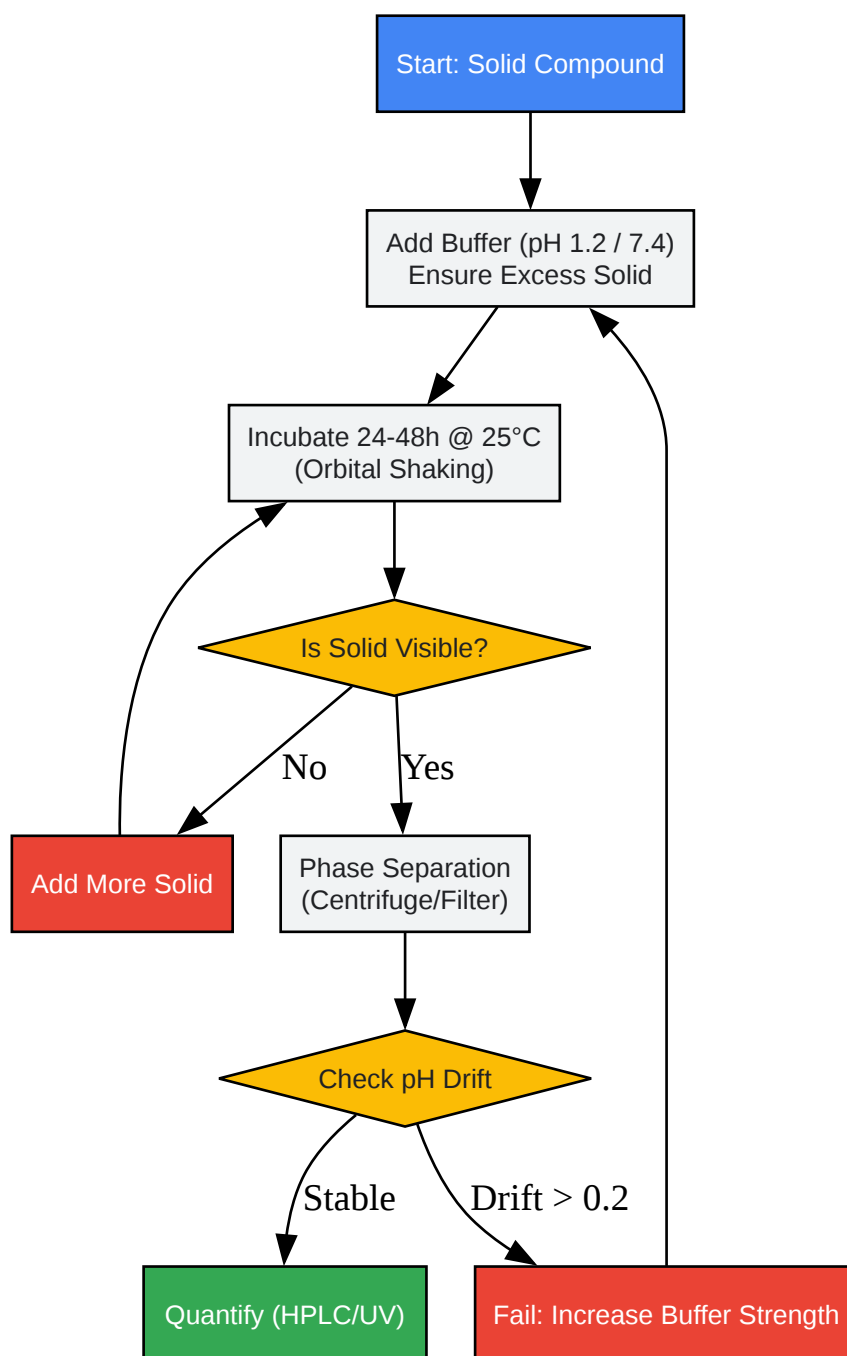 Start: Solid Compound
Add Buffer (pH 1.2 / 7.4)
Ensure Excess Solid
Incubate 24-48h @ 25°C
(Orbital Shaking)
Is Solid Visible?
No
Yes
Add More Solid
Phase Separation
(Centrifuge/Filter)
Check pH Drift
Stable
Drift > 0.2
Quantify (HPLC/UV)
Fail: Increase Buffer Strength